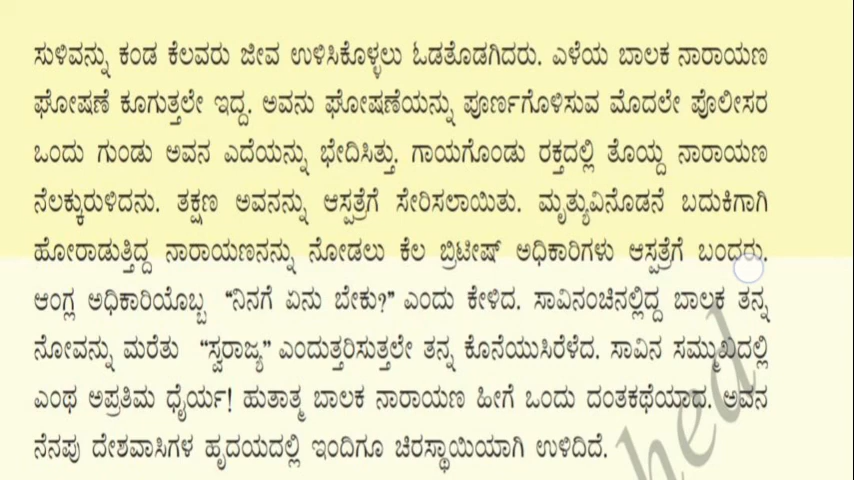 ಸುಳಿವನ್ನು ಕಂಡ ಕೆಲವರು ಜೀವ ಉಳಿಸಿಕೊಳ್ಳಲು ಓಡತೊಡಗಿದರು. ಎಳೆಯ ಬಾಲಕ ನಾರಾಯಣ
ಘೋಷಣೆ ಕೂಗುತ್ತಲೇ ಇದ್ದ. ಅವನು ಘೋಷಣೆಯನ್ನು ಪೂರ್ಣಗೊಳಿಸುವ ಮೊದಲೇ ಪೊಲೀಸರ
ಒಂದು ಗುಂಡು ಅವನ ಎದೆಯನ್ನು ಭೇದಿಸಿತ್ತು. ಗಾಯಗೊಂಡು ರಕ್ತದಲ್ಲಿ ತೊಯ್ದ ನಾರಾಯಣ
ನೆಲಕ್ಕುರುಳಿದನು. ತಕ್ಷಣ ಅವನನ್ನು ಆಸ್ಪತ್ರೆಗೆ ಸೇರಿಸಲಾಯಿತು. ಮೃತ್ಯುವಿನೊಡನೆ ಬದುಕಿಗಾಗಿ
ಹೋರಾಡುತ್ತಿದ್ದ ನಾರಾಯಣನನ್ನು ನೋಡಲು ಕೆಲ ಬ್ರಿಟೀಷ್ ಅಧಿಕಾರಿಗಳು ಆಸ್ಪತ್ರೆಗೆ ಬಂದರು.
ಆಂಗ್ಲ ಅಧಿಕಾರಿಯೊಬ್ಬ “ನಿನಗೆ ಏನು ಬೇಕು?” ಎಂದು ಕೇಳಿದ. ಸಾವಿನಂಚಿನಲ್ಲಿದ್ದ ಬಾಲಕ ತನ್ನ
ನೋವನ್ನು ಮರೆತು “ಸ್ವರಾಜ್ಯ” ಎಂದುತ್ತರಿಸುತ್ತಲೇ ತನ್ನ ಕೊನೆಯುಸಿರೆಳೆದ. ಸಾವಿನ ಸಮ್ಮುಖದಲ್ಲಿ
ಎಂಥ ಅಪ್ರತಿಮ ಧೈರ್ಯ! ಹುತಾತ್ಮ ಬಾಲಕ ನಾರಾಯಣ ಹೀಗೆ ಒಂದು ದಂತಕಥೆಯಾದ. ಅವನ
ನೆನಪು ದೇಶವಾಸಿಗಳ ಹೃದಯದಲ್ಲಿ ಇಂದಿಗೂ ಚಿರಸ್ಥಾಯಿಯಾಗಿ ಉಳಿದಿದೆ.
hed